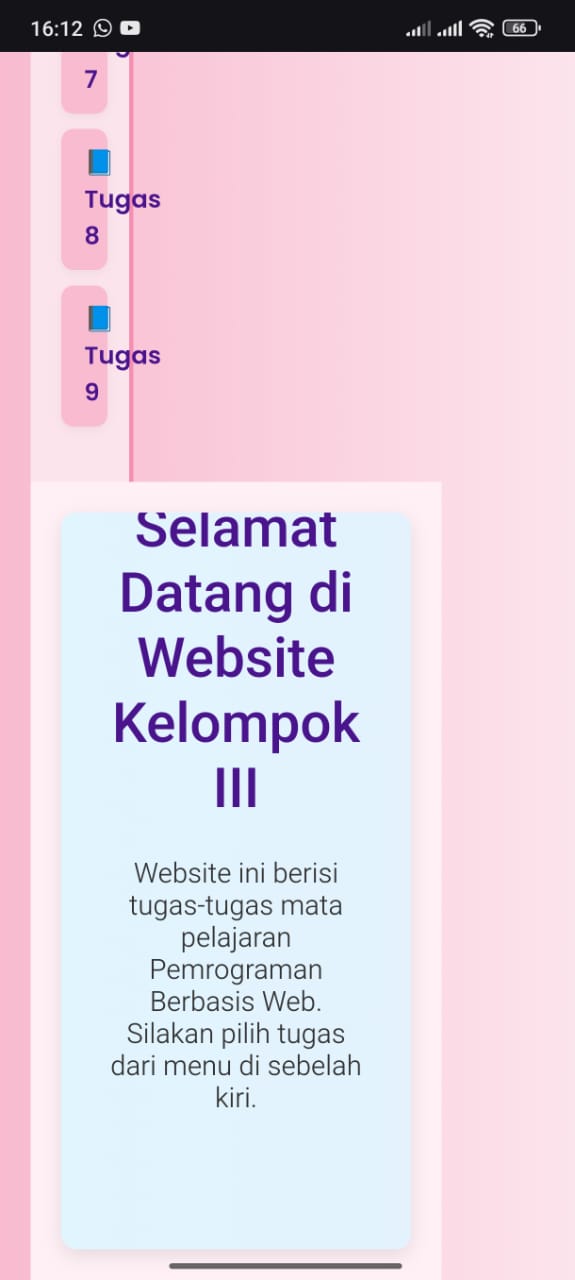 16:12
66
7
Tugas
8
Tugas
9
Selamat
Datang di
Website
Kelompok
III
Website ini berisi
tugas-tugas mata
pelajaran
Pemrograman
Berbasis Web.
Silakan pilih tugas
dari menu di sebelah
kiri.